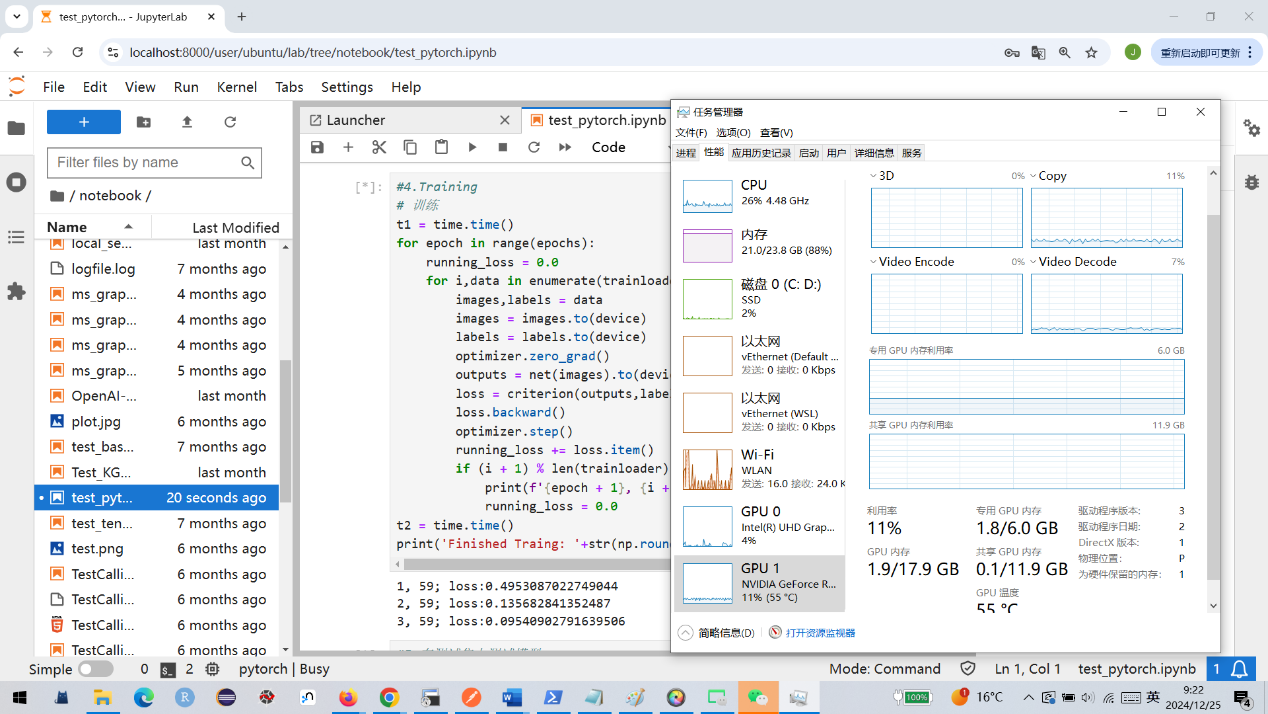 test_pytorch... - JupyterLab
localhost:8000/user/ubuntu/lab/tree/notebook/test_pytorch.ipynb
J
重新启动即可更新
File Edit View Run Kernel Tabs Settings Help
Filter files by name
/ notebook /
Name
Last Modified
local_se... last month
logfile.log 7 months ago
ms_grap... 4 months ago
ms_grap... 4 months ago
ms_grap... 4 months ago
ms_grap... 5 months ago
OpenAI-... last month
plot.jpg 6 months ago
test_bas... 7 months ago
Test_KG... last month
test_pyt... 20 seconds ago
test_ten... 7 months ago
test.png 6 months ago
TestCalli... 6 months ago
TestCalli... 6 months ago
TestCalli... 6 months ago
TestCalli... 6 months ago
Launcher
test_pytorch.ipynb
Code
[*]:
#4.Training
# 训练
t1 = time.time()
for epoch in range(epochs):
running_loss = 0.0
for i,data in enumerate(trainloade
images,labels = data
images = images.to(device)
labels = labels.to(device)
optimizer.zero_grad()
outputs = net(images).to(devi
loss = criterion(outputs,labe
loss.backward()
optimizer.step()
running_loss += loss.item()
if (i + 1) % len(trainloader)
print(f'{epoch + 1}, {i +
running_loss = 0.0
t2 = time.time()
print('Finished Traing: '+str(np.roun
1, 59; loss:0.4953087022749044
2, 59; loss:0.135682841352487
3, 59; loss:0.09540902791639506
任务管理器
文件(F) 选项(O) 查看(V)
进程 性能 应用历史记录 启动 用户 详细信息 服务
CPU
26% 4.48 GHz
内存
21.0/23.8 GB (88%)
磁盘 0 (C: D:)
SSD
2%
以太网
vEthernet (Default ...
发送: 0 接收: 0 Kbps
以太网
vEthernet (WSL)
发送: 0 接收: 0 Kbps
Wi-Fi
WLAN
发送: 16.0 接收: 24.0 K
GPU 0
Intel(R) UHD Grap...
4%
GPU 1
NVIDIA GeForce R...
11% (55 °C)
3D 0%
Copy 11%
Video Encode 0%
Video Decode 7%
专用 GPU 内存利用率 6.0 GB
共享 GPU 内存利用率 11.9 GB
利用率
11%
专用 GPU 内存
1.8/6.0 GB
GPU 内存
1.9/17.9 GB
共享 GPU 内存
0.1/11.9 GB
GPU 温度
55 °C
驱动程序版本: 3
驱动程序日期: 2
DirectX 版本: 1
物理位置: P
为硬件保留的内存: 1
简略信息(D)
打开资源监视器
Simple 0 2 pytorch | Busy
Mode: Command Ln 1, Col 1 test_pytorch.ipynb 1
100%
16°C
英
9:22
2024/12/25
4